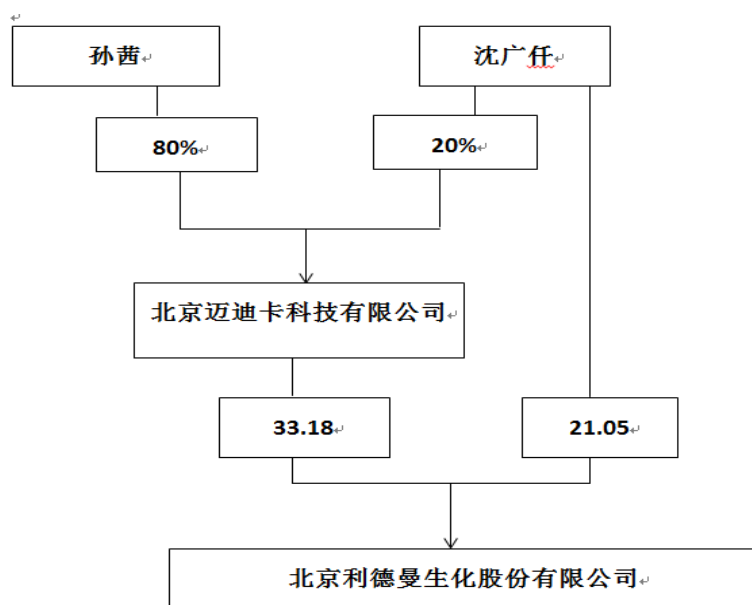 孙茜
沈广仟
80%
20%
北京迈迪卡科技有限公司
33.18
21.05
北京利德曼生化股份有限公司